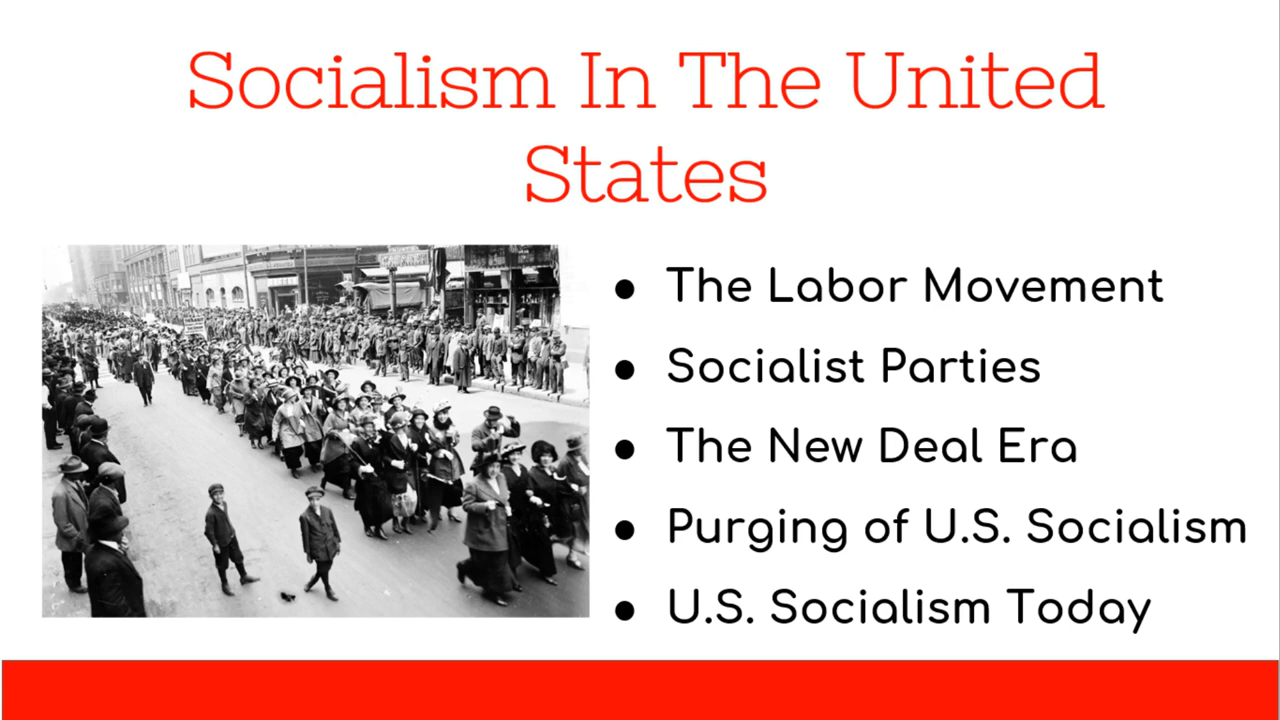 Socialism In The United
States
● The Labor Movement
● Socialist Parties
● The New Deal Era
● Purging of U.S. Socialism
● U.S. Socialism Today